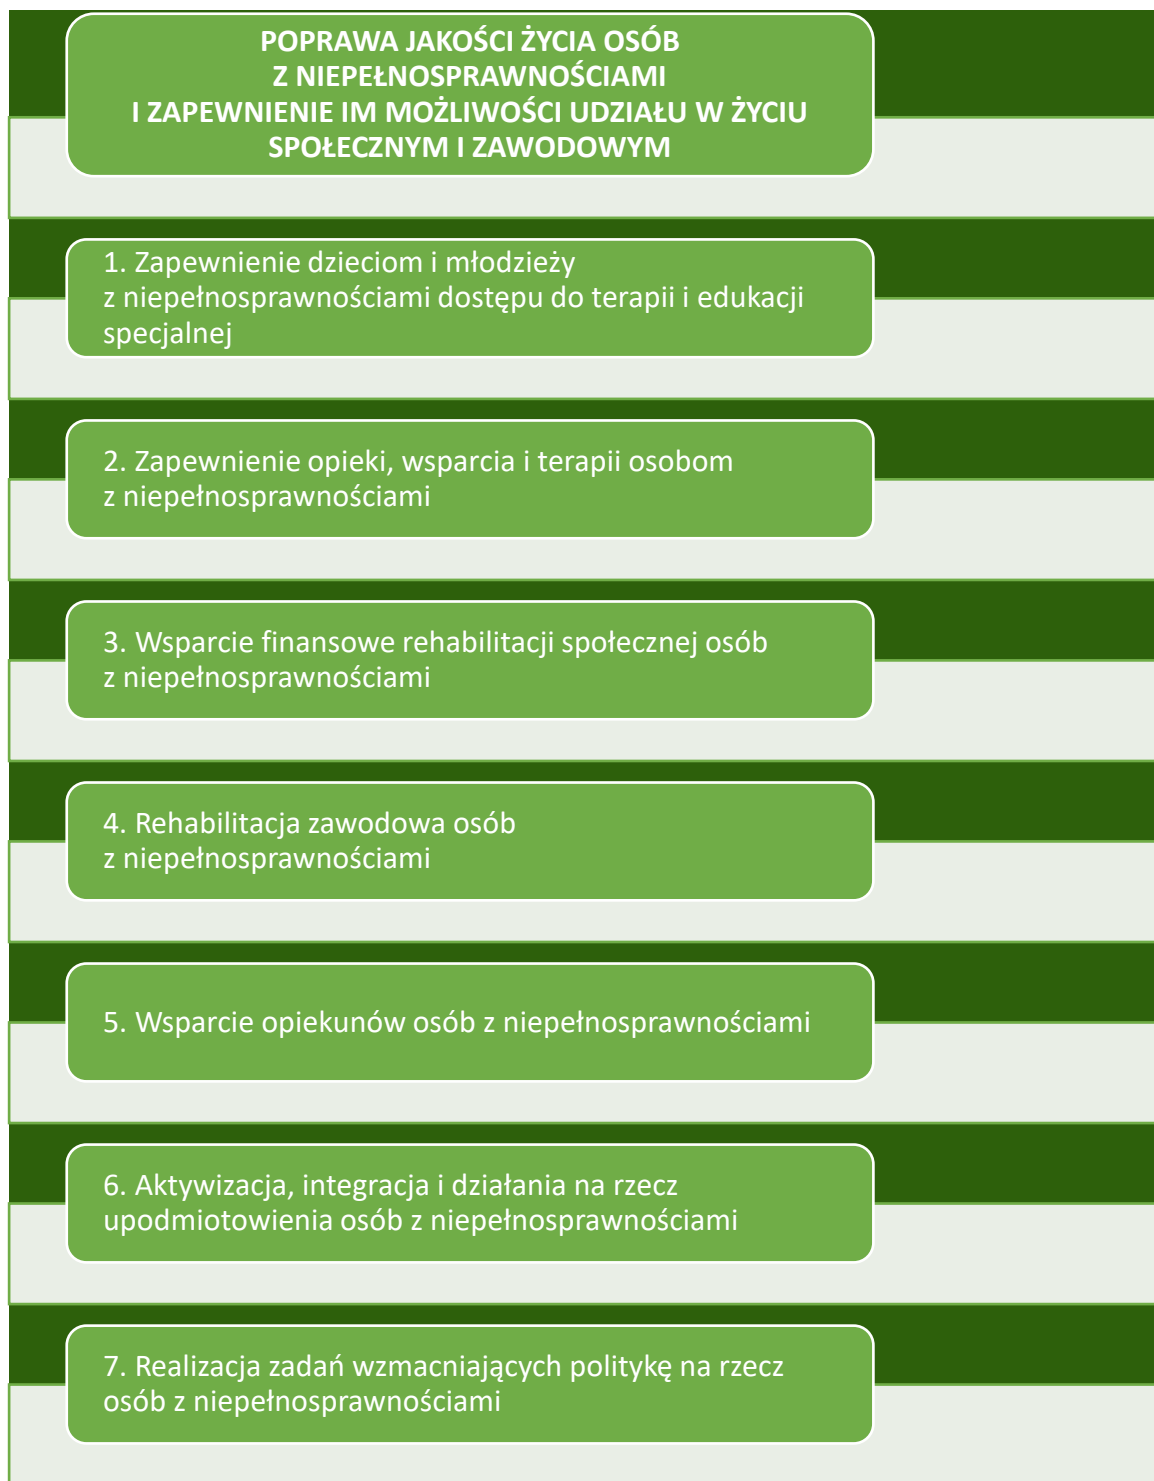 POPRAWA JAKOŚCI ŻYCIA OSÓB
Z NIEPEŁNOSPRAWNOŚCIAMI
I ZAPEWNIENIE IM MOŻLIWOŚCI UDZIAŁU W ŻYCIU
SPOŁECZNYM I ZAWODOWYM
1. Zapewnienie dzieciom i młodzieży
z niepełnosprawnościami dostępu do terapii i edukacji
specjalnej
2. Zapewnienie opieki, wsparcia i terapii osobom
z niepełnosprawnościami
3. Wsparcie finansowe rehabilitacji społecznej osób
z niepełnosprawnościami
4. Rehabilitacja zawodowa osób
z niepełnosprawnościami
5. Wsparcie opiekunów osób z niepełnosprawnościami
6. Aktywizacja, integracja i działania na rzecz
upodmiotowienia osób z niepełnosprawnościami
7. Realizacja zadań wzmacniających politykę na rzecz
osób z niepełnosprawnościami